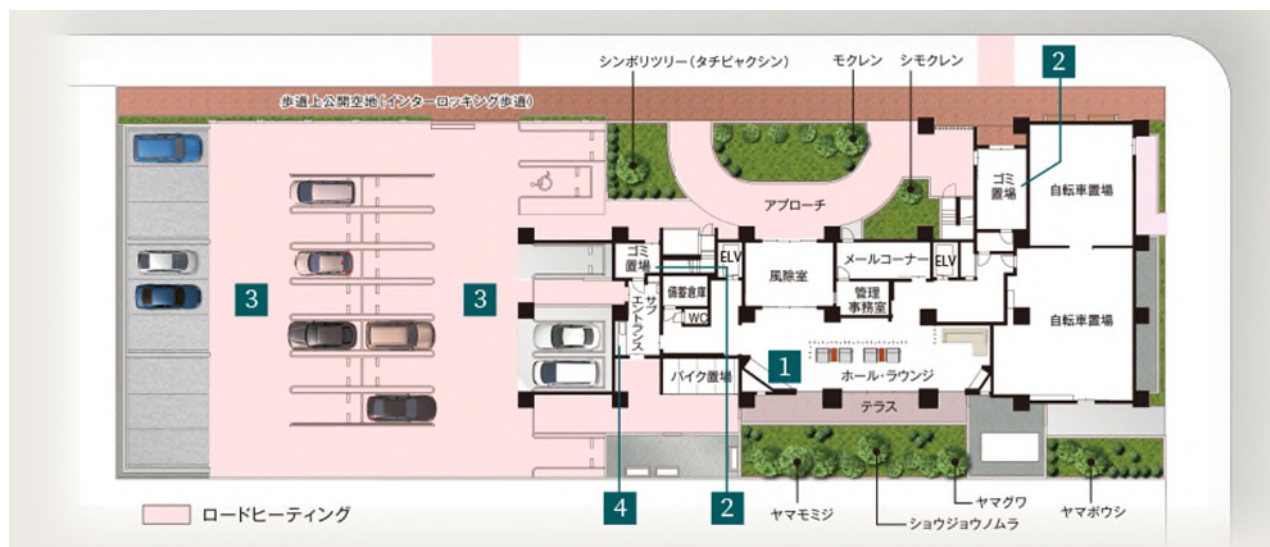 シンボリツリー(タチビャクシン)
モクレン
シモクレン
2
歩道上公開空地(インターロッキング歩道)
ゴミ
置場
自転車置場
アプローチ
ゴミ
置場
ELV
風除室
メールコーナー
ELV
3
3
備蓄倉庫
管理
事務室
サブ
エントランス
WC
自転車置場
1
バイク置場
ホール・ラウンジ
テラス
ロードヒーティング
4
2
ヤマモミジ
ショウジョウノムラ
ヤマグワ
ヤマボウシ